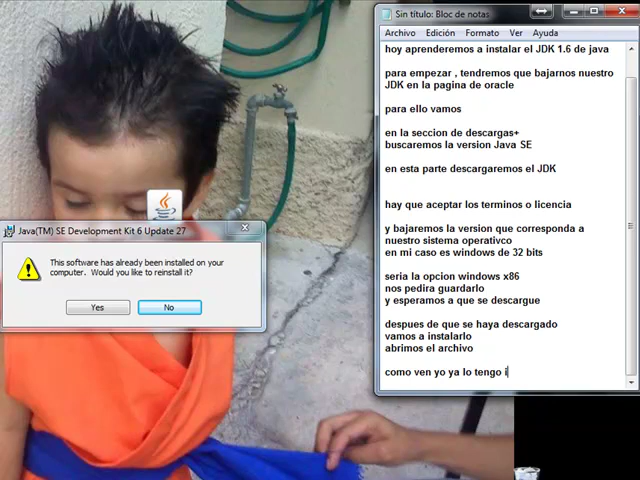 Sin título: Bloc de notas
Archivo Edición Formato Ver Ayuda
hoy aprenderemos a instalar el JDK 1.6 de java
para empezar , tendremos que bajarnos nuestro
JDK en la pagina de oracle
para ello vamos
en la seccion de descargas+
buscaremos la version Java SE
en esta parte descargaremos el JDK
hay que aceptar los terminos o licencia
y bajaremos la version que corresponda a
nuestro sistema operativco
en mi caso es windows de 32 bits
seria la opcion windows x86
nos pedira guardarlo
y esperamos a que se descargue
despues de que se haya descargado
vamos a instalarlo
abrimos el archivo
como ven yo ya lo tengo i
Java(TM) SE Development Kit 6 Update 27
This software has already been installed on your
computer. Would you like to reinstall it?
Yes No